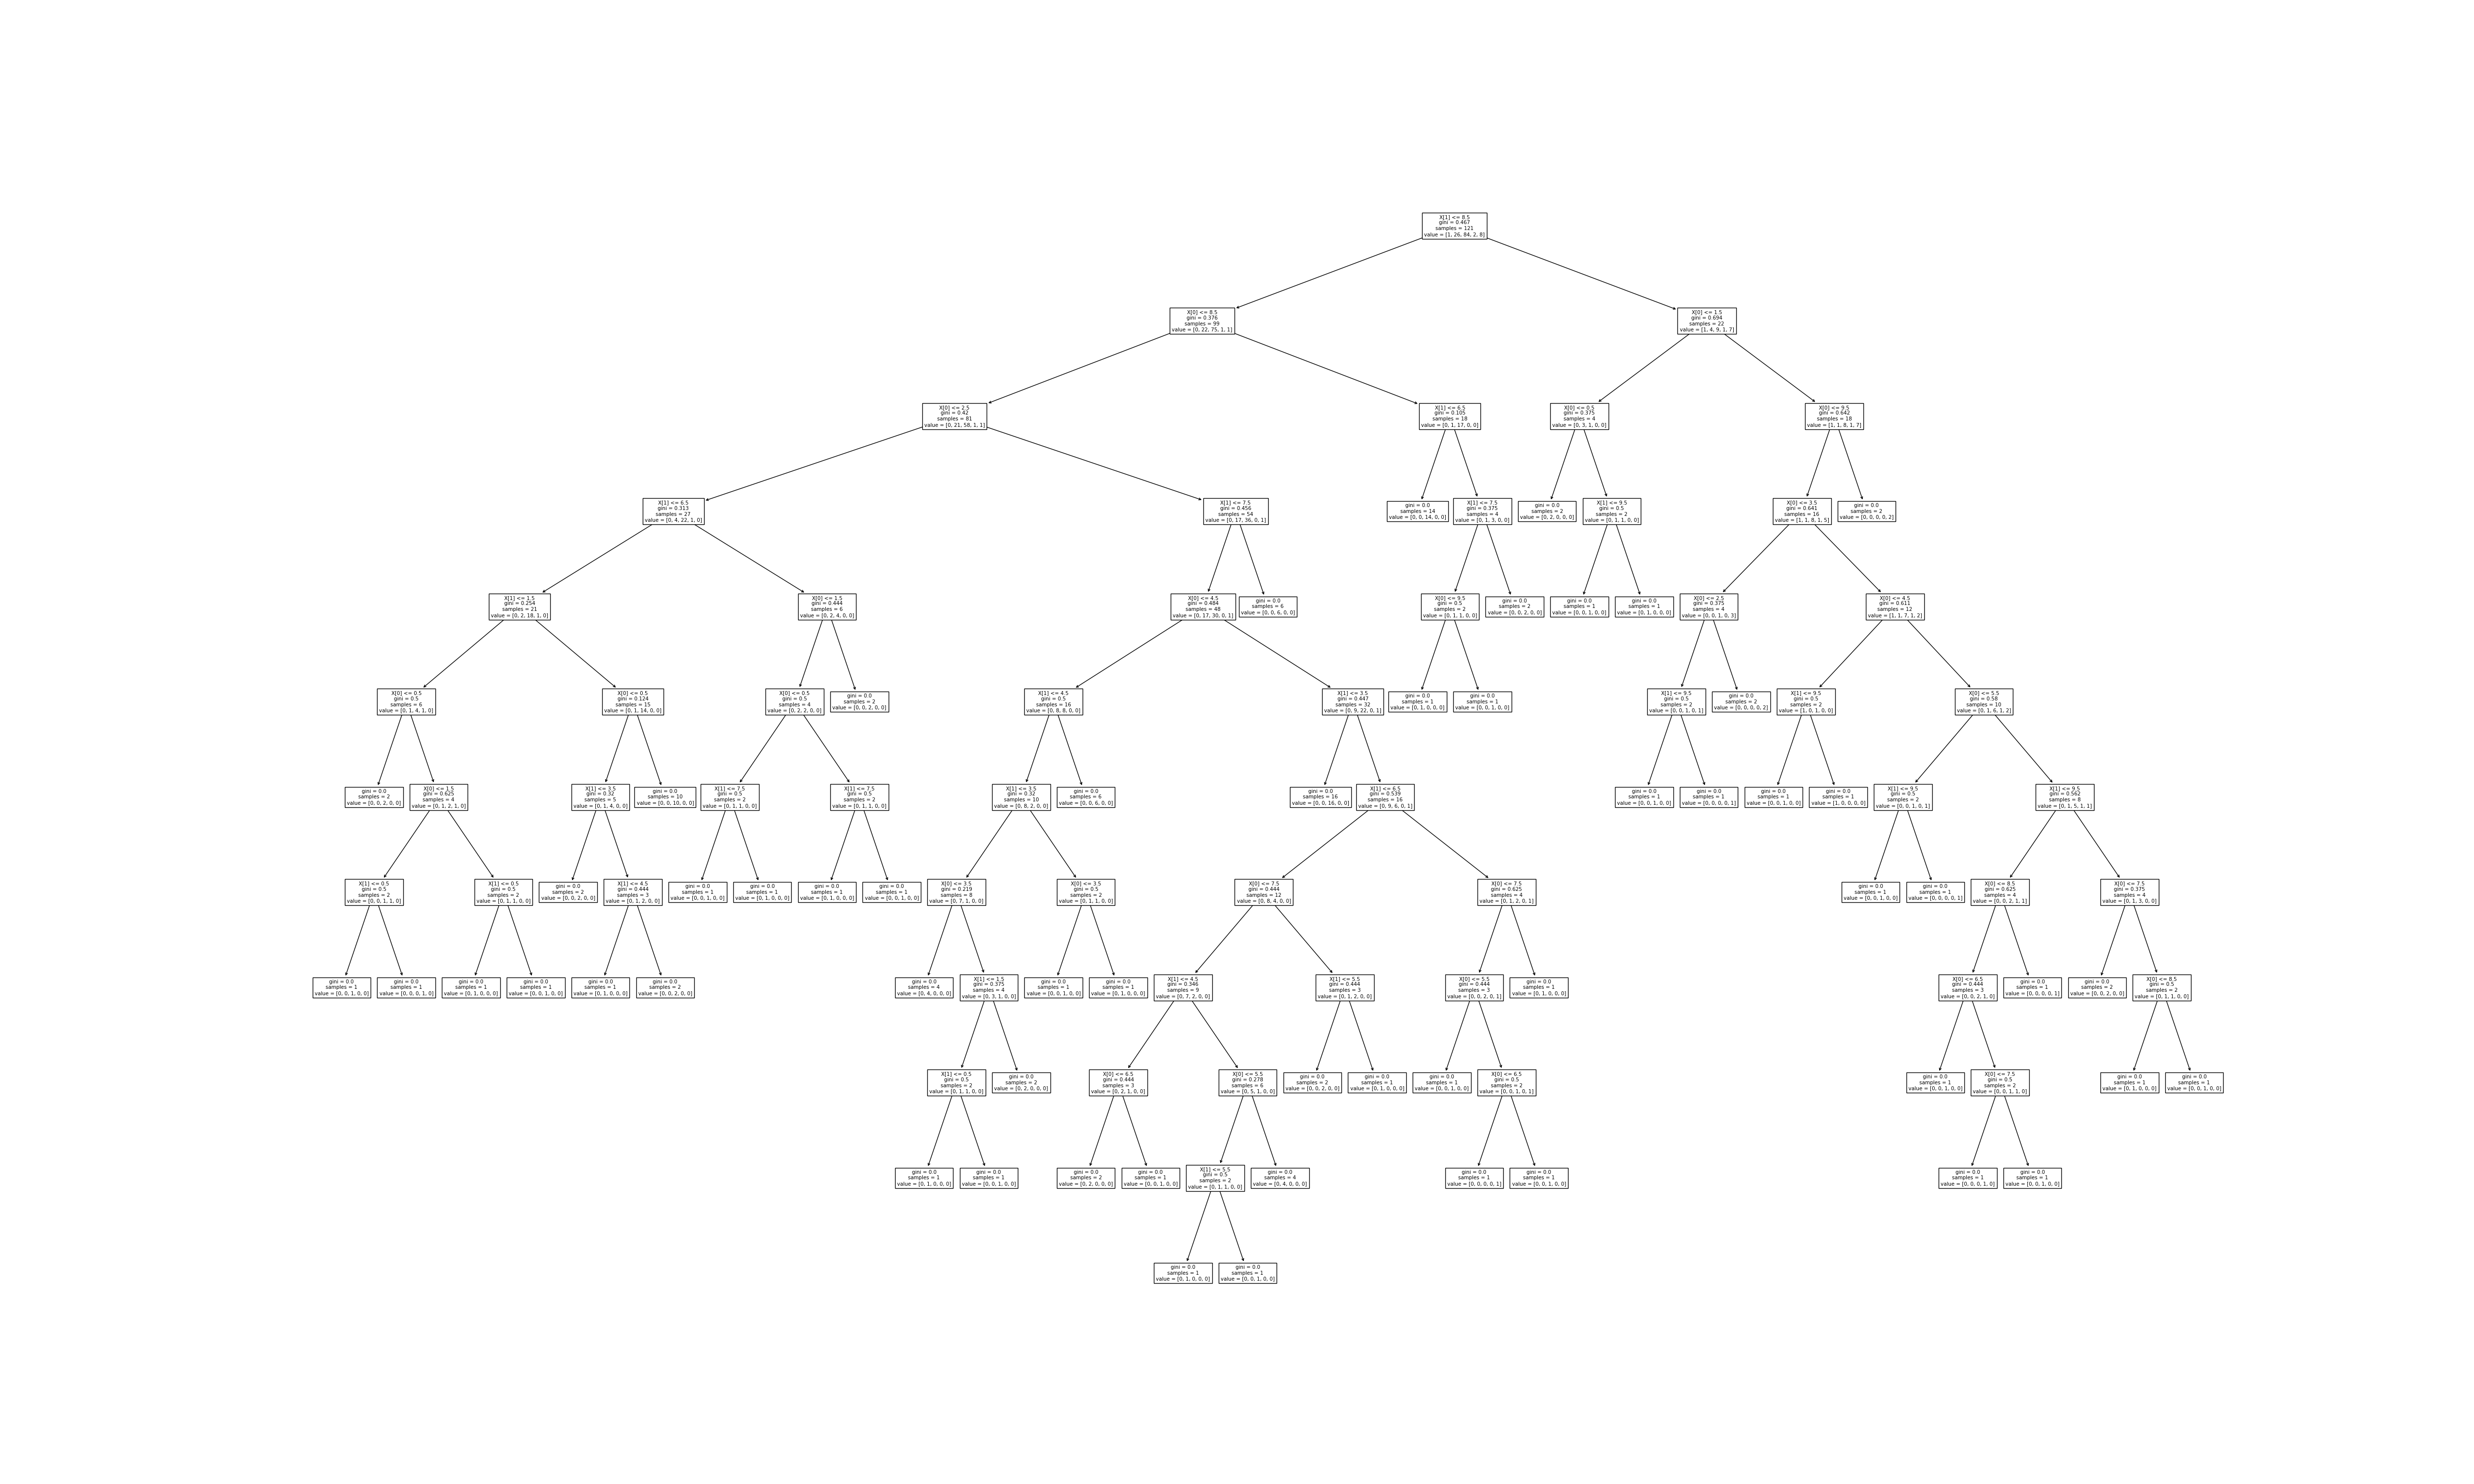 X[1] <= 8.5
gini = 0.467
samples = 121
value = [1, 26, 84, 2, 8]
X[0] <= 8.5
gini = 0.376
samples = 99
value = [0, 22, 75, 1, 1]
X[0] <= 1.5
gini = 0.694
samples = 22
value = [1, 4, 9, 1, 7]
X[0] <= 2.5
gini = 0.42
samples = 81
value = [0, 21, 58, 1, 1]
X[1] <= 6.5
gini = 0.105
samples = 18
value = [0, 1, 17, 0, 0]
X[0] <= 0.5
gini = 0.375
samples = 4
value = [0, 3, 1, 0, 0]
X[0] <= 9.5
gini = 0.642
samples = 18
value = [1, 1, 8, 1, 7]
X[1] <= 6.5
gini = 0.313
samples = 27
value = [0, 4, 22, 1, 0]
X[1] <= 7.5
gini = 0.456
samples = 54
value = [0, 17, 36, 0, 1]
gini = 0.0
samples = 14
value = [0, 0, 14, 0, 0]
X[1] <= 7.5
gini = 0.375
samples = 4
value = [0, 1, 3, 0, 0]
gini = 0.0
samples = 2
value = [0, 2, 0, 0, 0]
X[1] <= 9.5
gini = 0.5
samples = 2
value = [0, 1, 1, 0, 0]
X[0] <= 3.5
gini = 0.641
samples = 16
value = [1, 1, 8, 1, 5]
gini = 0.0
samples = 2
value = [0, 0, 0, 0, 2]
X[1] <= 1.5
gini = 0.254
samples = 21
value = [0, 2, 18, 1, 0]
X[0] <= 1.5
gini = 0.444
samples = 6
value = [0, 2, 4, 0, 0]
X[0] <= 4.5
gini = 0.484
samples = 48
value = [0, 17, 30, 0, 1]
gini = 0.0
samples = 6
value = [0, 0, 6, 0, 0]
X[0] <= 9.5
gini = 0.5
samples = 2
value = [0, 1, 1, 0, 0]
gini = 0.0
samples = 2
value = [0, 0, 2, 0, 0]
gini = 0.0
samples = 1
value = [0, 0, 1, 0, 0]
gini = 0.0
samples = 1
value = [0, 1, 0, 0, 0]
X[0] <= 2.5
gini = 0.375
samples = 4
value = [0, 0, 1, 0, 3]
X[0] <= 4.5
gini = 0.611
samples = 12
value = [1, 1, 7, 1, 2]
X[0] <= 0.5
gini = 0.5
samples = 6
value = [0, 1, 4, 1, 0]
X[0] <= 0.5
gini = 0.124
samples = 15
value = [0, 1, 14, 0, 0]
X[0] <= 0.5
gini = 0.5
samples = 4
value = [0, 2, 2, 0, 0]
gini = 0.0
samples = 2
value = [0, 0, 2, 0, 0]
X[1] <= 4.5
gini = 0.5
samples = 16
value = [0, 8, 8, 0, 0]
X[1] <= 3.5
gini = 0.447
samples = 32
value = [0, 9, 22, 0, 1]
gini = 0.0
samples = 1
value = [0, 1, 0, 0, 0]
gini = 0.0
samples = 1
value = [0, 0, 1, 0, 0]
X[1] <= 9.5
gini = 0.5
samples = 2
value = [0, 0, 1, 0, 1]
gini = 0.0
samples = 2
value = [0, 0, 0, 0, 2]
X[1] <= 9.5
gini = 0.5
samples = 2
value = [1, 0, 1, 0, 0]
X[0] <= 5.5
gini = 0.58
samples = 10
value = [0, 1, 6, 1, 2]
gini = 0.0
samples = 2
value = [0, 0, 2, 0, 0]
X[0] <= 1.5
gini = 0.625
samples = 4
value = [0, 1, 2, 1, 0]
X[1] <= 3.5
gini = 0.32
samples = 5
value = [0, 1, 4, 0, 0]
gini = 0.0
samples = 10
value = [0, 0, 10, 0, 0]
X[1] <= 7.5
gini = 0.5
samples = 2
value = [0, 1, 1, 0, 0]
X[1] <= 7.5
gini = 0.5
samples = 2
value = [0, 1, 1, 0, 0]
X[1] <= 3.5
gini = 0.32
samples = 10
value = [0, 8, 2, 0, 0]
gini = 0.0
samples = 6
value = [0, 0, 6, 0, 0]
gini = 0.0
samples = 16
value = [0, 0, 16, 0, 0]
X[1] <= 6.5
gini = 0.539
samples = 16
value = [0, 9, 6, 0, 1]
gini = 0.0
samples = 1
value = [0, 0, 1, 0, 0]
gini = 0.0
samples = 1
value = [0, 0, 0, 0, 1]
gini = 0.0
samples = 1
value = [0, 0, 1, 0, 0]
gini = 0.0
samples = 1
value = [1, 0, 0, 0, 0]
X[1] <= 9.5
gini = 0.5
samples = 2
value = [0, 0, 1, 0, 1]
X[1] <= 9.5
gini = 0.562
samples = 8
value = [0, 1, 5, 1, 1]
X[1] <= 0.5
gini = 0.5
samples = 2
value = [0, 0, 1, 1, 0]
X[1] <= 0.5
gini = 0.5
samples = 2
value = [0, 1, 1, 0, 0]
gini = 0.0
samples = 2
value = [0, 0, 2, 0, 0]
X[1] <= 4.5
gini = 0.444
samples = 3
value = [0, 1, 2, 0, 0]
gini = 0.0
samples = 1
value = [0, 0, 1, 0, 0]
gini = 0.0
samples = 1
value = [0, 1, 0, 0, 0]
gini = 0.0
samples = 1
value = [0, 1, 0, 0, 0]
gini = 0.0
samples = 1
value = [0, 0, 1, 0, 0]
X[0] <= 3.5
gini = 0.219
samples = 8
value = [0, 7, 1, 0, 0]
X[0] <= 3.5
gini = 0.5
samples = 2
value = [0, 1, 1, 0, 0]
X[0] <= 7.5
gini = 0.444
samples = 12
value = [0, 8, 4, 0, 0]
X[0] <= 7.5
gini = 0.625
samples = 4
value = [0, 1, 2, 0, 1]
gini = 0.0
samples = 1
value = [0, 0, 1, 0, 0]
gini = 0.0
samples = 1
value = [0, 0, 0, 0, 1]
X[0] <= 8.5
gini = 0.625
samples = 4
value = [0, 0, 2, 1, 1]
X[0] <= 7.5
gini = 0.375
samples = 4
value = [0, 1, 3, 0, 0]
gini = 0.0
samples = 1
value = [0, 0, 1, 0, 0]
gini = 0.0
samples = 1
value = [0, 0, 0, 1, 0]
gini = 0.0
samples = 1
value = [0, 1, 0, 0, 0]
gini = 0.0
samples = 1
value = [0, 0, 1, 0, 0]
gini = 0.0
samples = 1
value = [0, 1, 0, 0, 0]
gini = 0.0
samples = 2
value = [0, 0, 2, 0, 0]
gini = 0.0
samples = 4
value = [0, 4, 0, 0, 0]
X[1] <= 1.5
gini = 0.375
samples = 4
value = [0, 3, 1, 0, 0]
gini = 0.0
samples = 1
value = [0, 0, 1, 0, 0]
gini = 0.0
samples = 1
value = [0, 1, 0, 0, 0]
X[1] <= 4.5
gini = 0.346
samples = 9
value = [0, 7, 2, 0, 0]
X[1] <= 5.5
gini = 0.444
samples = 3
value = [0, 1, 2, 0, 0]
X[0] <= 5.5
gini = 0.444
samples = 3
value = [0, 0, 2, 0, 1]
gini = 0.0
samples = 1
value = [0, 1, 0, 0, 0]
X[0] <= 6.5
gini = 0.444
samples = 3
value = [0, 0, 2, 1, 0]
gini = 0.0
samples = 1
value = [0, 0, 0, 0, 1]
gini = 0.0
samples = 2
value = [0, 0, 2, 0, 0]
X[0] <= 8.5
gini = 0.5
samples = 2
value = [0, 1, 1, 0, 0]
X[1] <= 0.5
gini = 0.5
samples = 2
value = [0, 1, 1, 0, 0]
gini = 0.0
samples = 2
value = [0, 2, 0, 0, 0]
X[0] <= 6.5
gini = 0.444
samples = 3
value = [0, 2, 1, 0, 0]
X[0] <= 5.5
gini = 0.278
samples = 6
value = [0, 5, 1, 0, 0]
gini = 0.0
samples = 2
value = [0, 0, 2, 0, 0]
gini = 0.0
samples = 1
value = [0, 1, 0, 0, 0]
gini = 0.0
samples = 1
value = [0, 0, 1, 0, 0]
X[0] <= 6.5
gini = 0.5
samples = 2
value = [0, 0, 1, 0, 1]
gini = 0.0
samples = 1
value = [0, 0, 1, 0, 0]
X[0] <= 7.5
gini = 0.5
samples = 2
value = [0, 0, 1, 1, 0]
gini = 0.0
samples = 1
value = [0, 1, 0, 0, 0]
gini = 0.0
samples = 1
value = [0, 0, 1, 0, 0]
gini = 0.0
samples = 1
value = [0, 1, 0, 0, 0]
gini = 0.0
samples = 1
value = [0, 0, 1, 0, 0]
gini = 0.0
samples = 2
value = [0, 2, 0, 0, 0]
gini = 0.0
samples = 1
value = [0, 0, 1, 0, 0]
X[1] <= 5.5
gini = 0.5
samples = 2
value = [0, 1, 1, 0, 0]
gini = 0.0
samples = 4
value = [0, 4, 0, 0, 0]
gini = 0.0
samples = 1
value = [0, 0, 0, 0, 1]
gini = 0.0
samples = 1
value = [0, 0, 1, 0, 0]
gini = 0.0
samples = 1
value = [0, 0, 0, 1, 0]
gini = 0.0
samples = 1
value = [0, 0, 1, 0, 0]
gini = 0.0
samples = 1
value = [0, 1, 0, 0, 0]
gini = 0.0
samples = 1
value = [0, 0, 1, 0, 0]